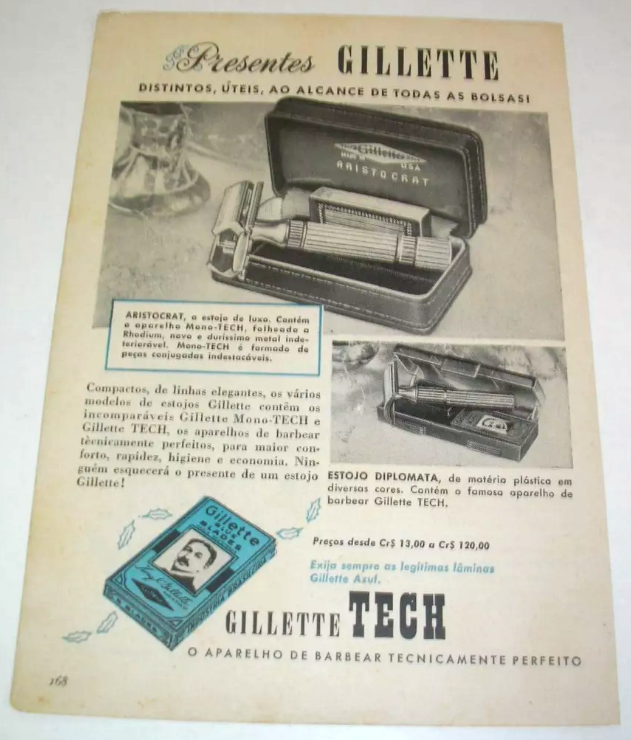 Presentes GILLETTE
DISTINTOS, ÚTEIS, AO ALCANCE DE TODAS AS BOLSAS!
Gillette
MADE IN USA
ARISTOCRAT
ARISTOCRAT, o estojo de luxo. Contém
o aparelho Mono-TECH, folheado a
Rhodium, novo e duríssimo metal inde-
teriorável. Mono-TECH é formado de
peças conjugadas indestacáveis.
Compactos, de linhas elegantes, os vários
modelos de estojos Gillette contêm os
incomparáveis Gillette Mono-TECH e
Gillette TECH, os aparelhos de barbear
tècnicamente perfeitos, para maior con-
forto, rapidez, higiene e economia. Nin-
guém esquecerá o presente de um estojo
Gillette!
ESTOJO DIPLOMATA, de matéria plástica em
diversas cores. Contém o famoso aparelho de
barbear Gillette TECH.
Preços desde Cr$ 13,00 a Cr$ 120,00
Exija sempre as legítimas lâminas
Gillette Azul.
Gillette
BLUE
BLADES
GILLETTE TECH
O APARELHO DE BARBEAR TECNICAMENTE PERFEITO
168